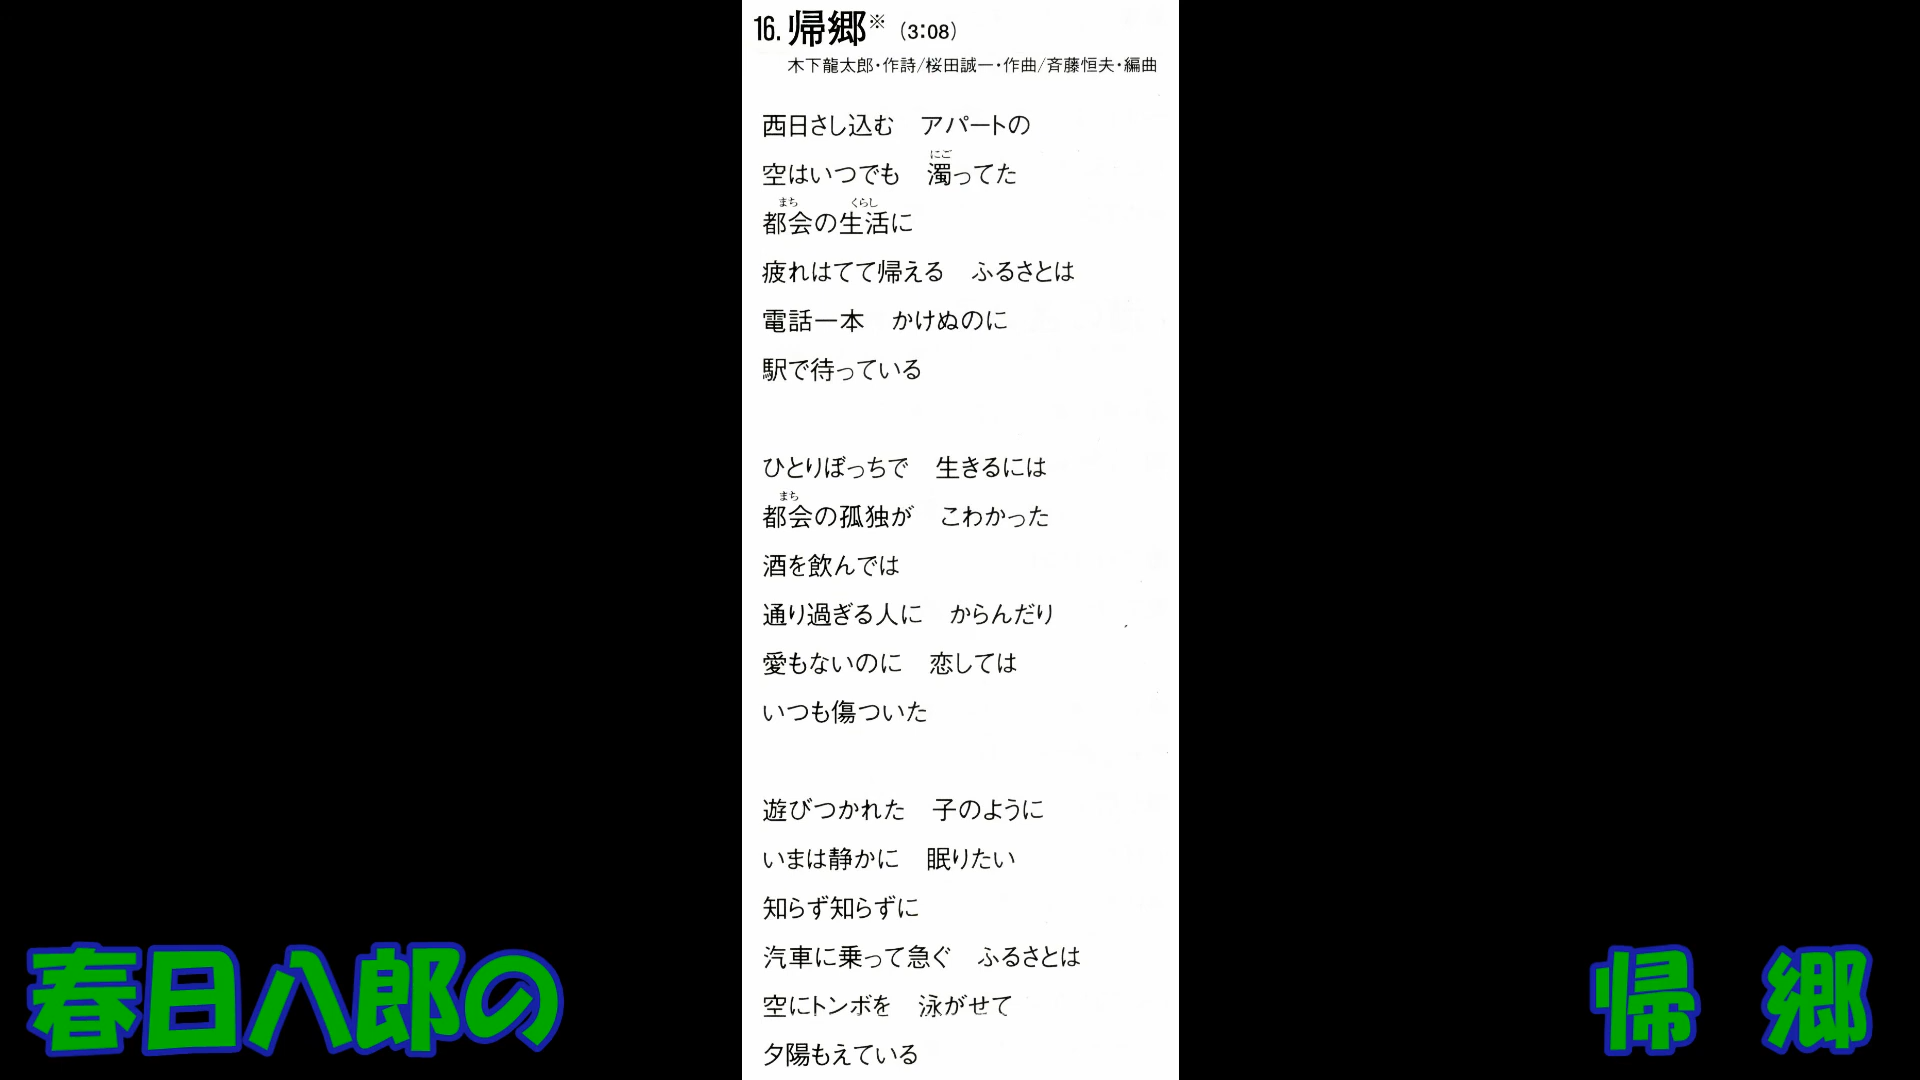 16. 帰郷※ (3:08)
木下龍太郎・作詩/桜田誠一・作曲/斉藤恒夫・編曲
西日さし込む　アパートの
にご
空はいつでも　濁ってた
まち　くらし
都会の生活に
疲れはてて帰える　ふるさとは
電話一本　かけぬのに
駅で待っている
ひとりぼっちで　生きるには
まち
都会の孤独が　こわかった
酒を飲んでは
通り過ぎる人に　からんだり
愛もないのに　恋しては
いつも傷ついた
遊びつかれた　子のように
いまは静かに　眠りたい
知らず知らずに
汽車に乗って急ぐ　ふるさとは
空にトンボを　泳がせて
夕陽もえている
春日八郎の
帰　郷